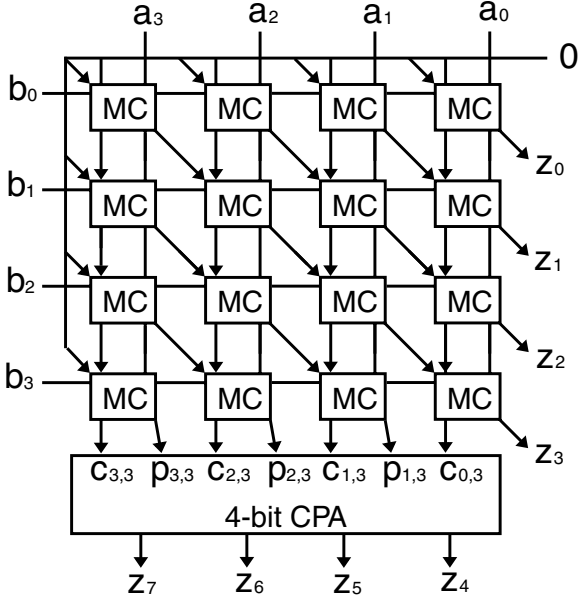 a₃ a₂ a₁ a₀
0
b₀ MC MC MC MC
z₀
b₁ MC MC MC MC
z₁
b₂ MC MC MC MC
z₂
b₃ MC MC MC MC
z₃
c₃,₃ p₃,₃ c₂,₃ p₂,₃ c₁,₃ p₁,₃ c₀,₃
4-bit CPA
z₇ z₆ z₅ z₄